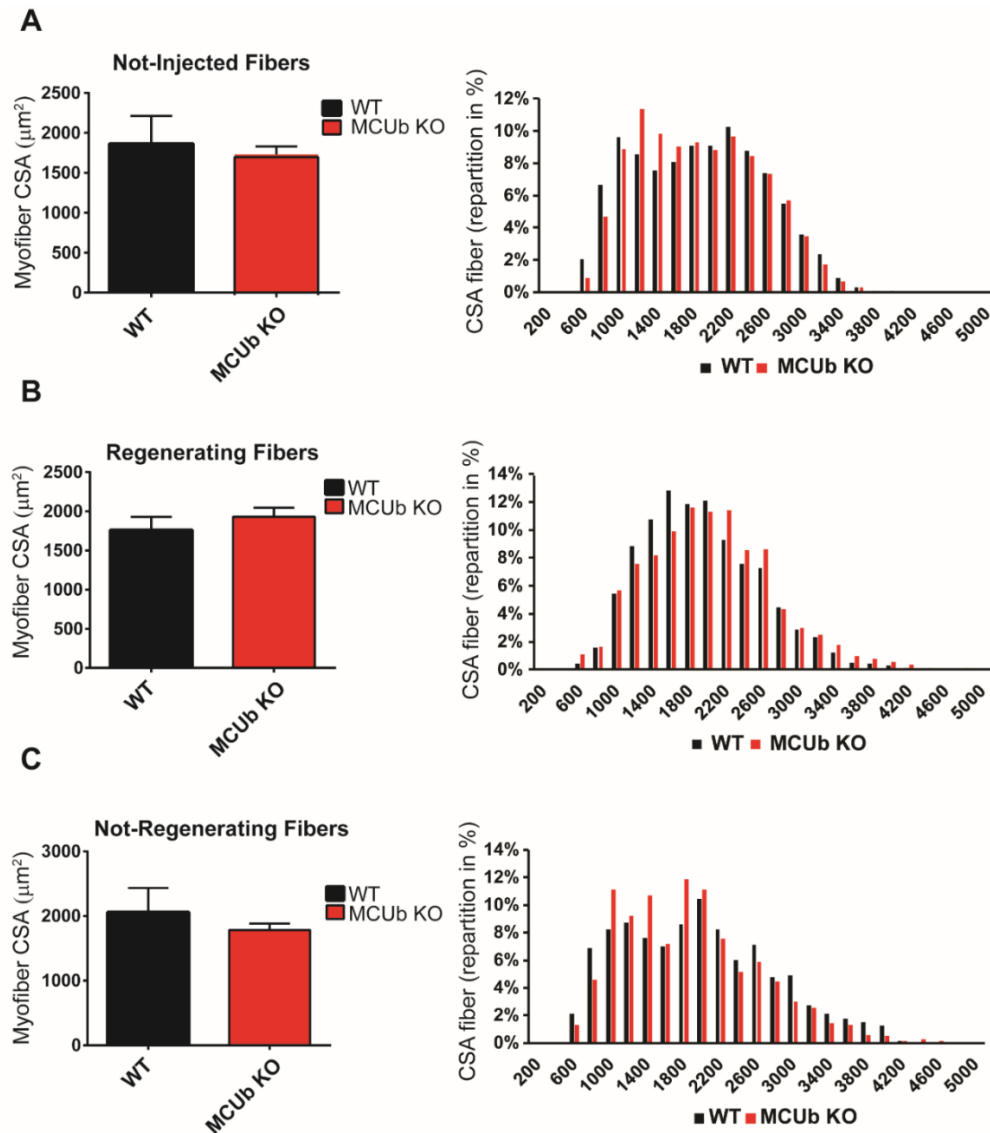 A
Not-Injected Fibers
Myofiber CSA (μm²)
2500
2000
1500
1000
500
0
WT
MCUb KO
WT
MCUb KO
CSA fiber (repartition in %)
12%
10%
8%
6%
4%
2%
0%
200 600 1000 1400 1800 2200 2600 3000 3400 3800 4200 4600 5000
WT MCUb KO
B
Regenerating Fibers
Myofiber CSA (μm²)
2500
2000
1500
1000
500
0
WT
MCUb KO
WT
MCUb KO
CSA fiber (repartition in %)
14%
12%
10%
8%
6%
4%
2%
0%
200 600 1000 1400 1800 2200 2600 3000 3400 3800 4200 4600 5000
WT MCUb KO
C
Not-Regenerating Fibers
Myofiber CSA (μm²)
3000
2000
1000
0
WT
MCUb KO
WT
MCUb KO
CSA fiber (repartition in %)
14%
12%
10%
8%
6%
4%
2%
0%
200 600 1000 1400 1800 2200 2600 3000 3400 3800 4200 4600 5000
WT MCUb KO